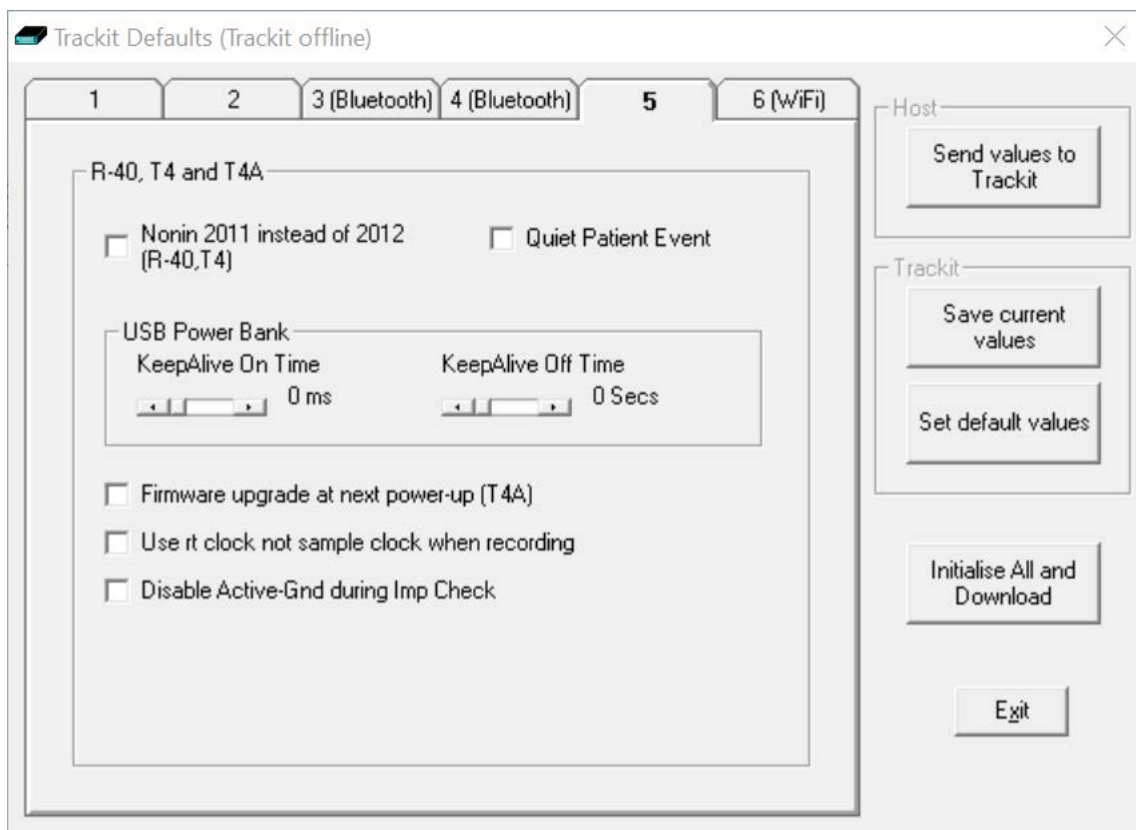 Trackit Defaults (Trackit offline)
1
2
3 (Bluetooth)
4 (Bluetooth)
5
6 (WiFi)
R-40, T4 and T4A
Nonin 2011 instead of 2012
(R-40,T4)
Quiet Patient Event
USB Power Bank
KeepAlive On Time
0 ms
KeepAlive Off Time
0 Secs
Firmware upgrade at next power-up (T4A)
Use rt clock not sample clock when recording
Disable Active-Gnd during Imp Check
Host
Send values to
Trackit
Trackit
Save current
values
Set default values
Initialise All and
Download
Exit